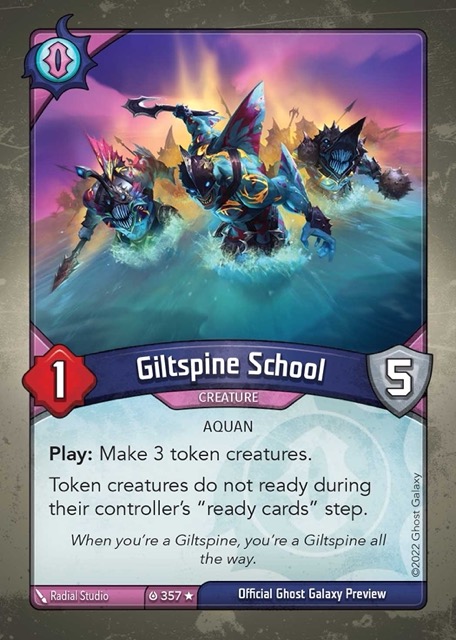 1
Giltspine School
5
CREATURE
AQUAN
Play: Make 3 token creatures.
Token creatures do not ready during
their controller's “ready cards” step.
When you're a Giltspine, you're a Giltspine all
the way.
©2022 Ghost Galaxy
Radial Studio
357
Official Ghost Galaxy Preview